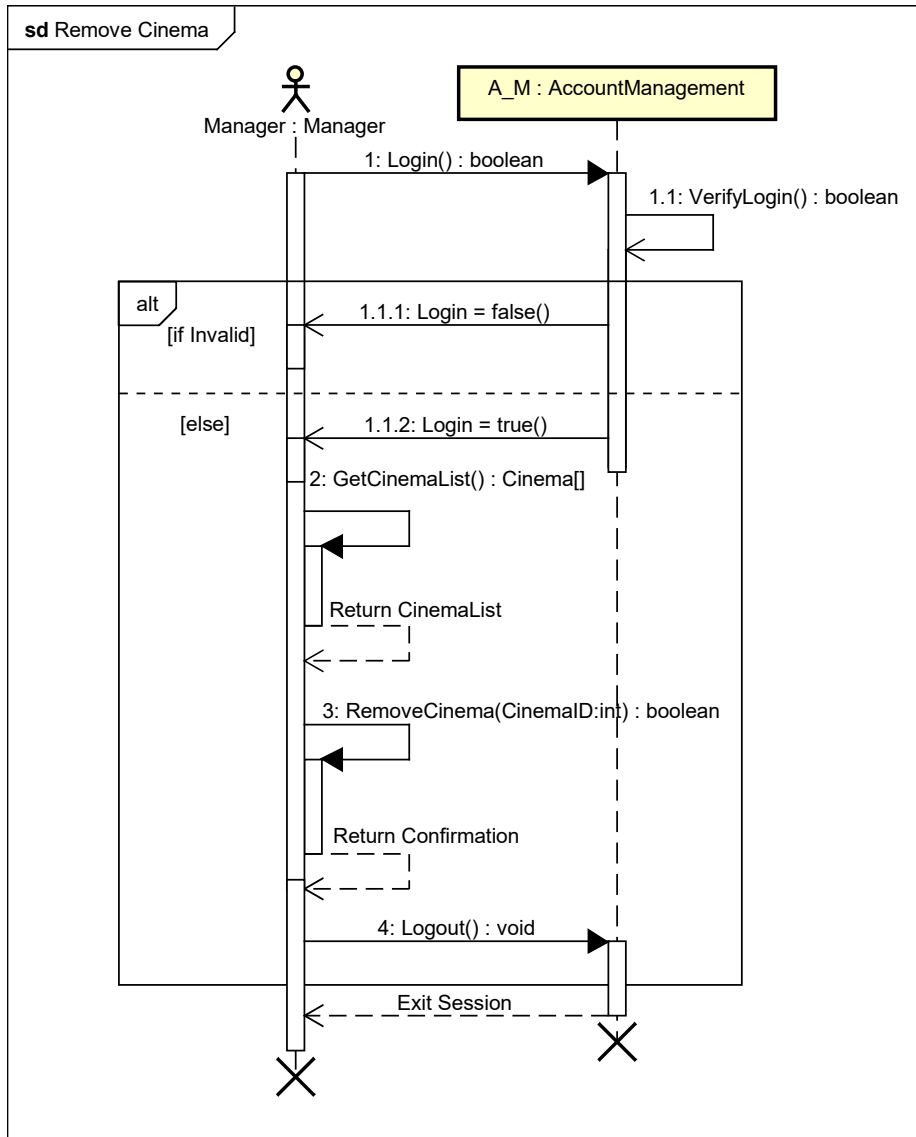 sd Remove Cinema
A_M : AccountManagement
Manager : Manager
1: Login() : boolean
1.1: VerifyLogin() : boolean
alt
1.1.1: Login = false()
[if Invalid]
[else]
1.1.2: Login = true()
2: GetCinemaList() : Cinema[]
Return CinemaList
3: RemoveCinema(CinemaID:int) : boolean
Return Confirmation
4: Logout() : void
Exit Session